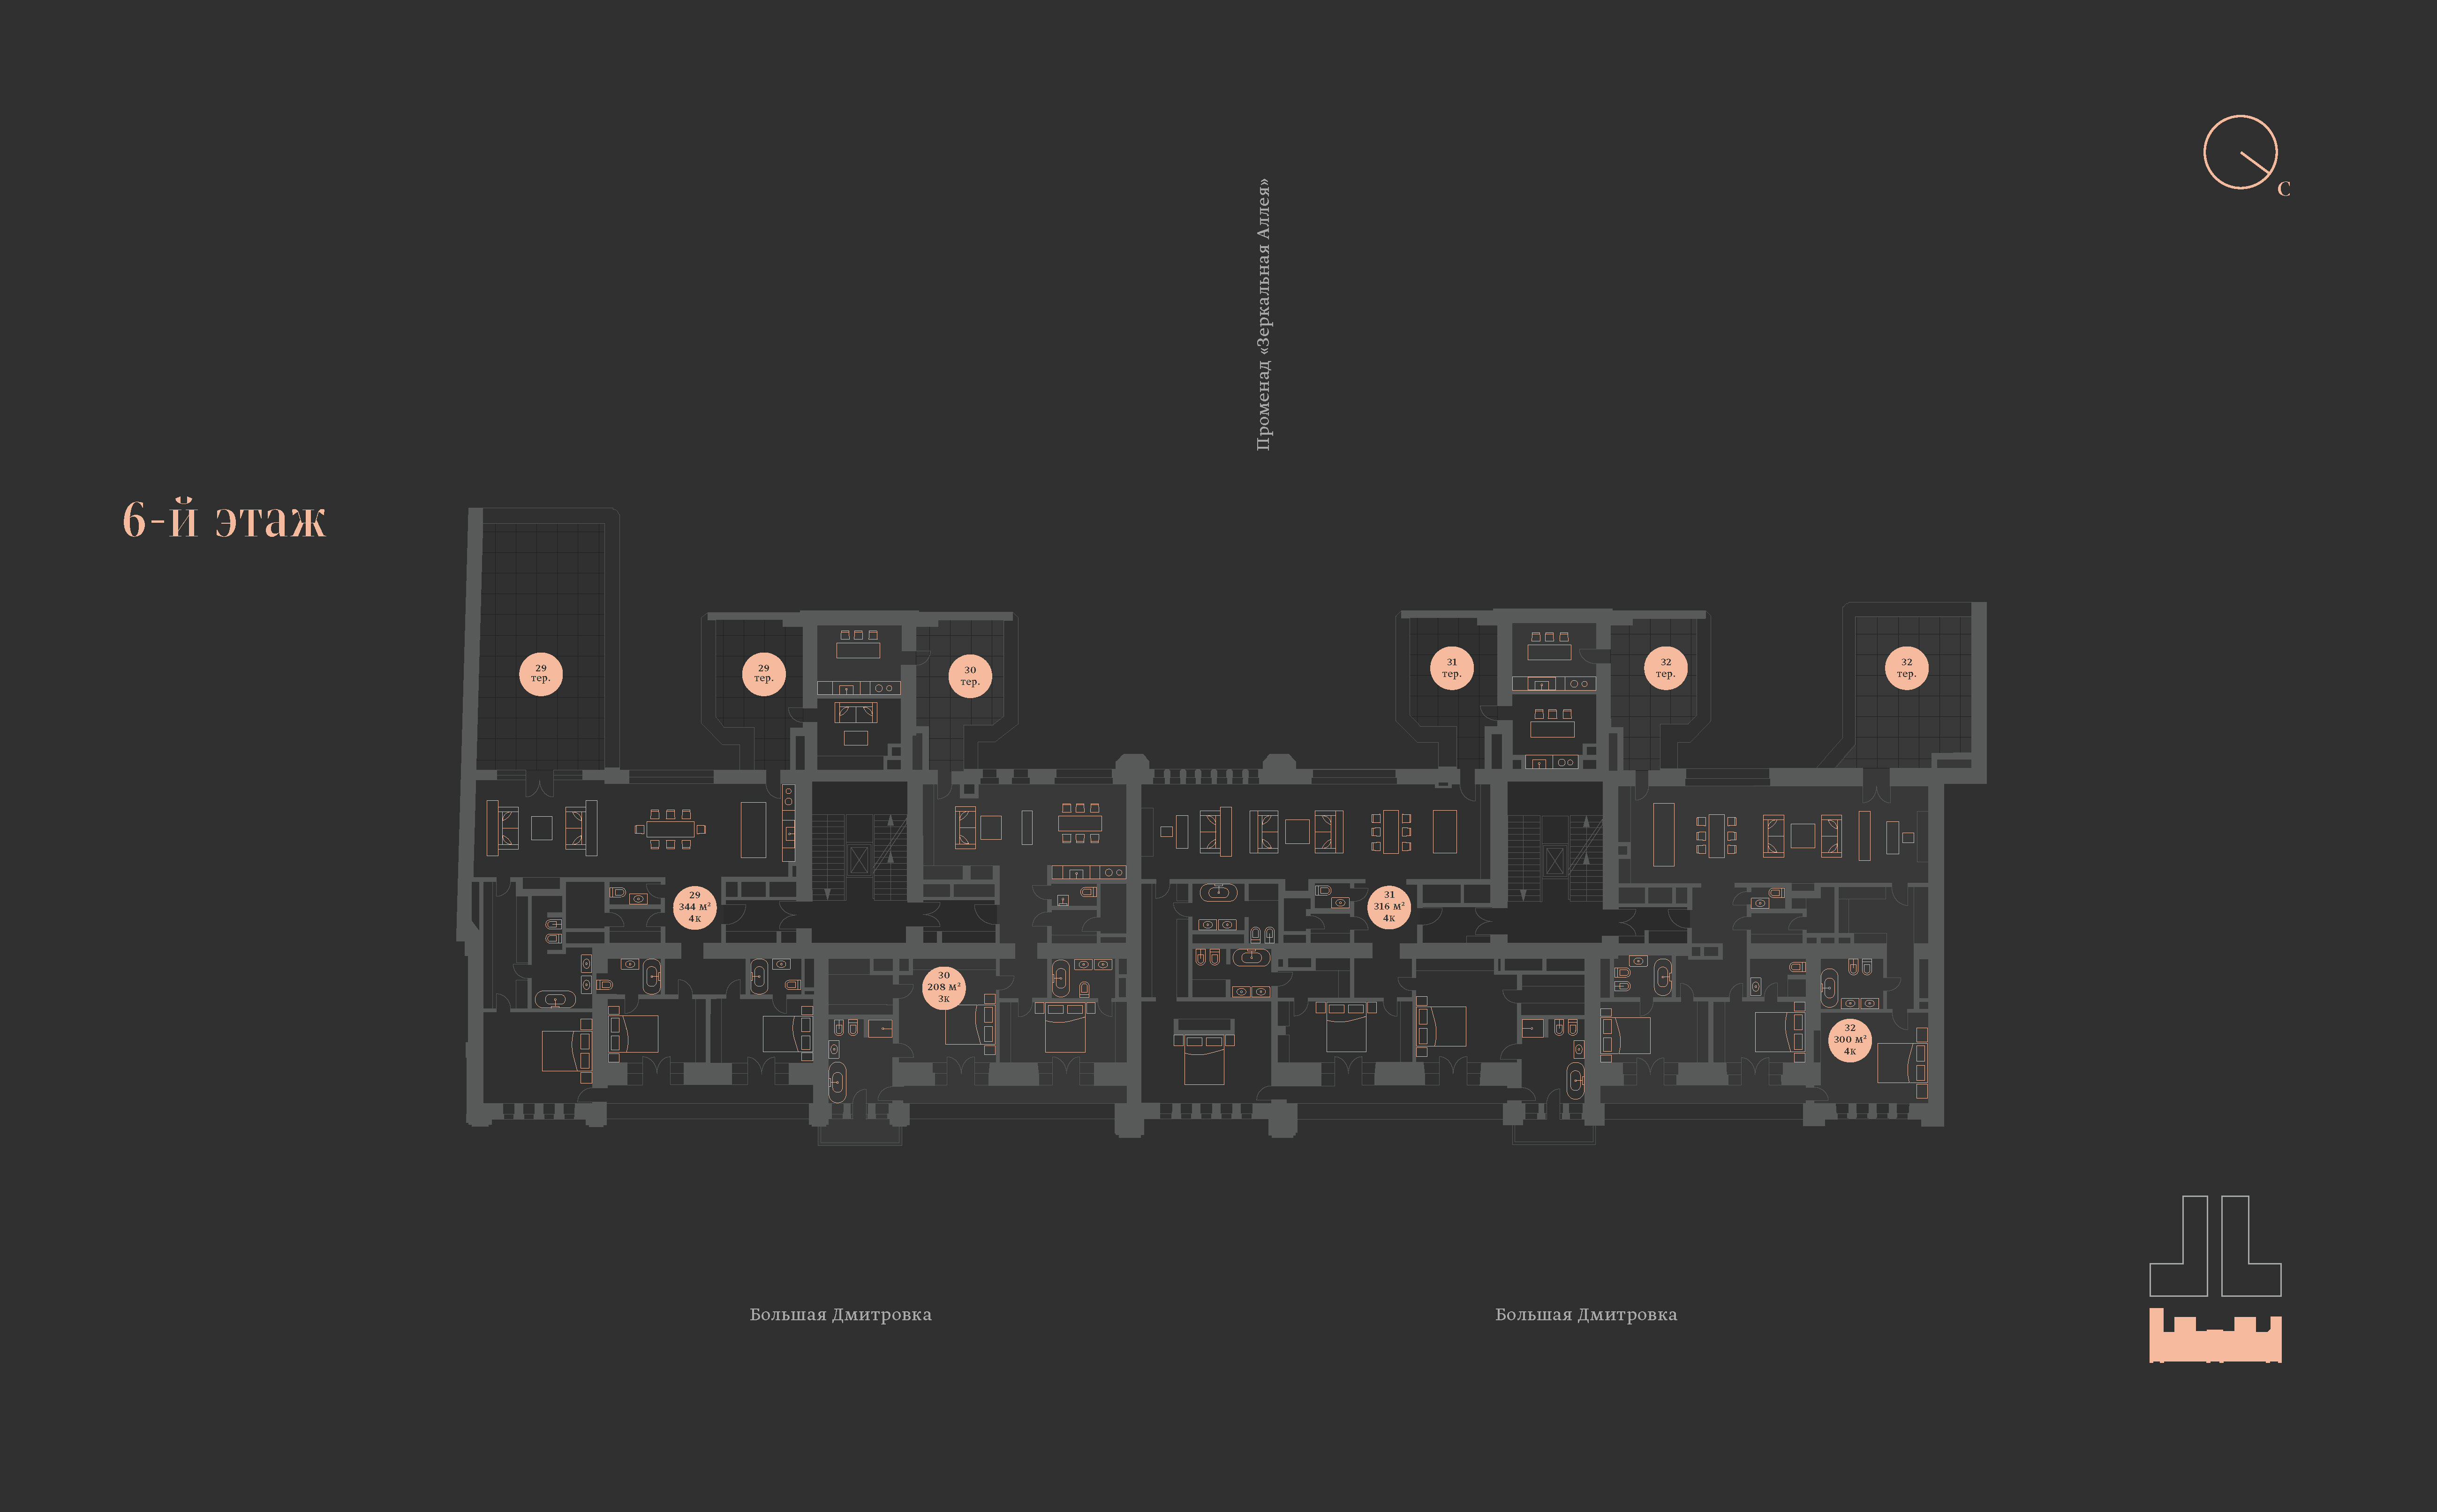 С
Променад «Зеркальная Аллея»
6-й этаж
29
тер.
29
тер.
30
тер.
31
тер.
32
тер.
32
тер.
29
344 м²
4к
31
316 м²
4к
30
208 м²
3к
32
300 м²
4к
Большая Дмитровка
Большая Дмитровка